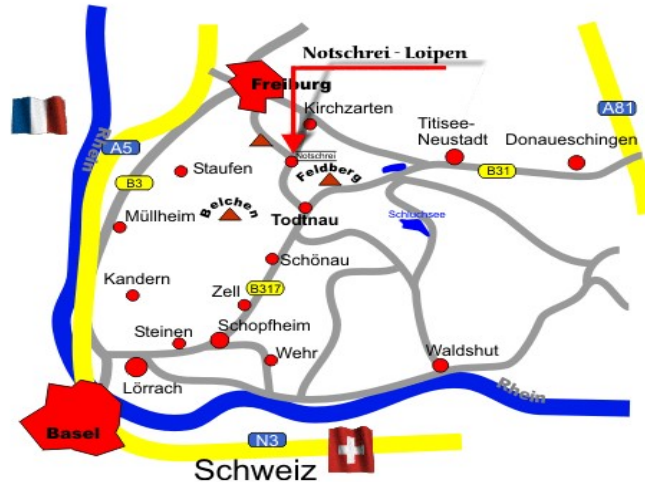 Notschrei - Loipen
Freiburg
Kirchzarten
A81
Titisee-
Neustadt
Donaueschingen
Rhein
A5
Notschrei
B31
B3
Staufen
Feldberg
Belchen
Müllheim
Todtnau
Schluchsee
Schönau
Kandern
Zell
B317
Steinen
Schopfheim
Wehr
Waldshut
Lörrach
Rhein
Basel
N3
Schweiz